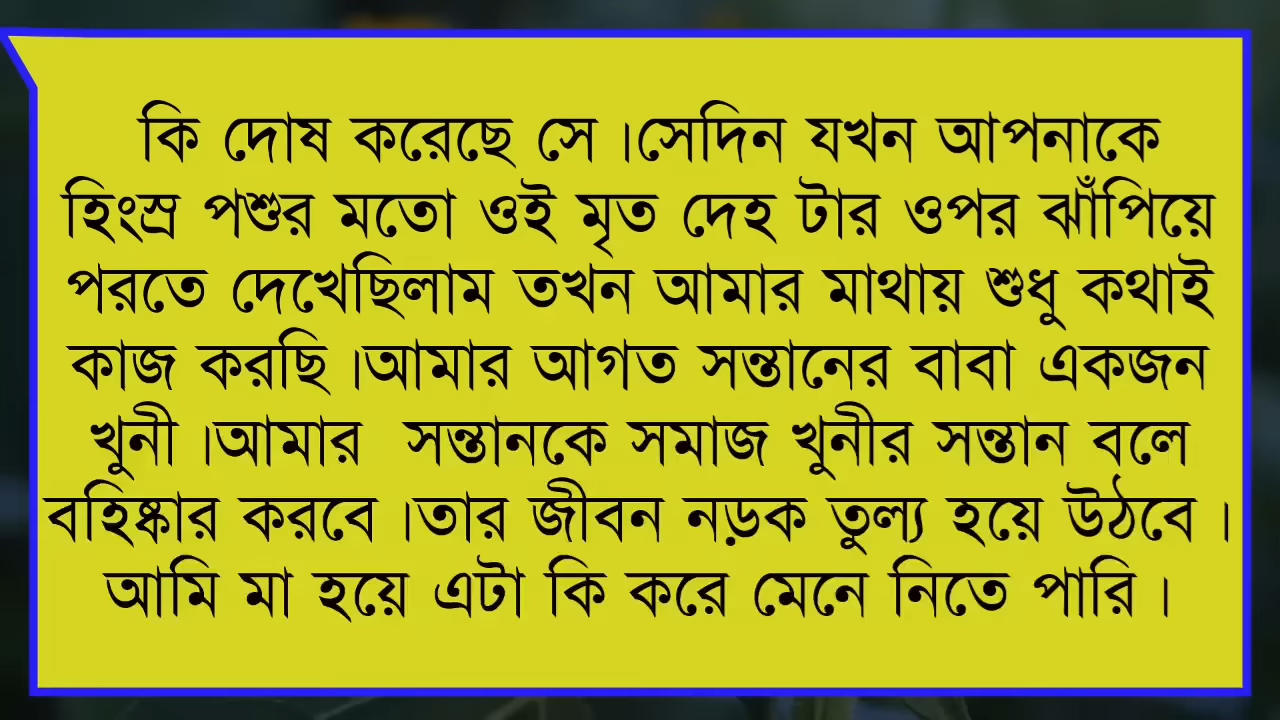 কি দোষ করেছে সে ।সেদিন যখন আপনাকে
হিংস্র পশুর মতো ওই মৃত দেহ টার ওপর ঝাঁপিয়ে
পরতে দেখেছিলাম তখন আমার মাথায় শুধু কথাই
কাজ করছি ।আমার আগত সন্তানের বাবা একজন
খুনী ।আমার সন্তানকে সমাজ খুনীর সন্তান বলে
বহিষ্কার করবে ।তার জীবন নড়ক তুল্য হয়ে উঠবে ।
আমি মা হয়ে এটা কি করে মেনে নিতে পারি ।